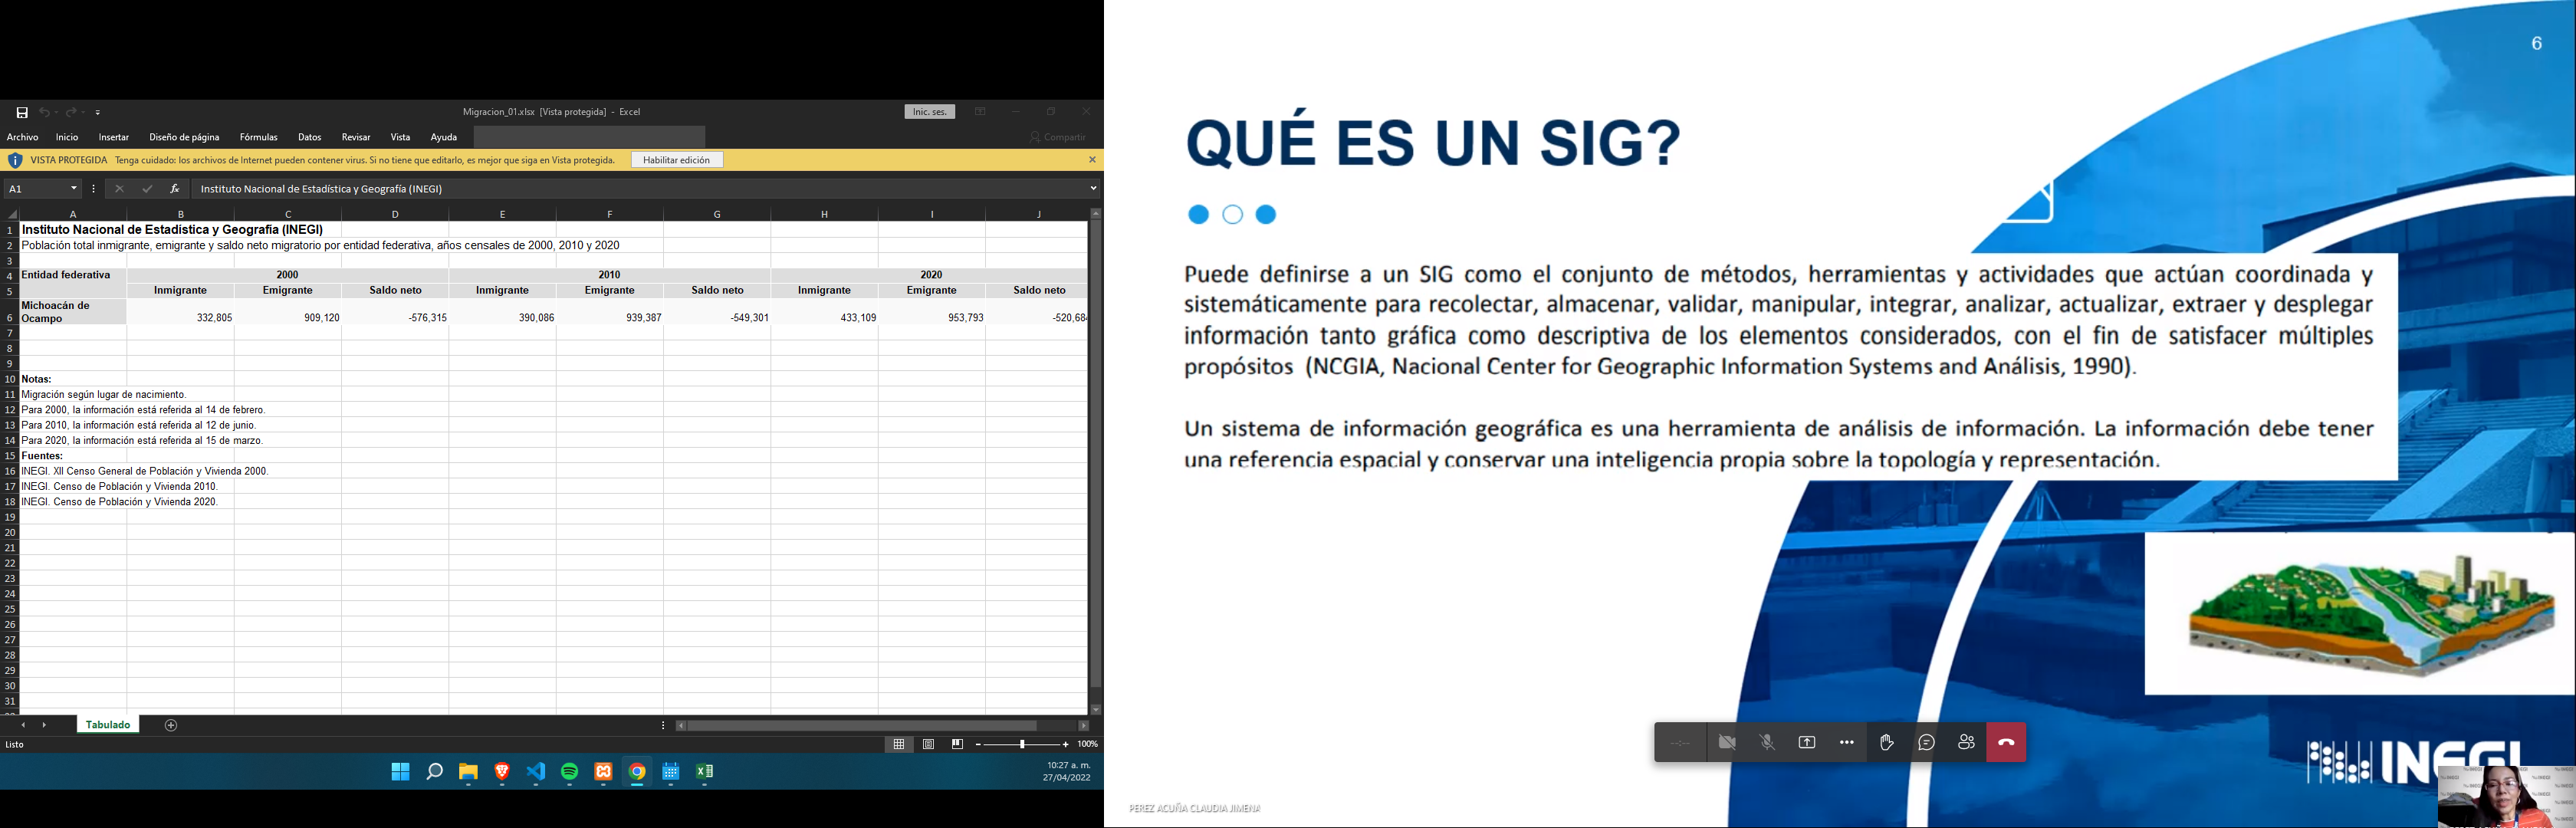 Migracion_01.xlsx [Vista protegida] - Excel
Inic. ses.
Archivo Inicio Insertar Diseño de página Fórmulas Datos Revisar Vista Ayuda
Compartir
VISTA PROTEGIDA Tenga cuidado: los archivos de Internet pueden contener virus. Si no tiene que editarlo, es mejor que siga en Vista protegida. Habilitar edición
A1 fx Instituto Nacional de Estadística y Geografía (INEGI)
A B C D E F G H I J
1 Instituto Nacional de Estadística y Geografía (INEGI)
2 Población total inmigrante, emigrante y saldo neto migratorio por entidad federativa, años censales de 2000, 2010 y 2020
3
4 Entidad federativa 2000 2010 2020
5 Inmigrante Emigrante Saldo neto Inmigrante Emigrante Saldo neto Inmigrante Emigrante Saldo neto
Michoacán de
6 Ocampo 332,805 909,120 -576,315 390,086 939,387 -549,301 433,109 953,793 -520,68
7
8
9
10 Notas:
11 Migración según lugar de nacimiento.
12 Para 2000, la información está referida al 14 de febrero.
13 Para 2010, la información está referida al 12 de junio.
14 Para 2020, la información está referida al 15 de marzo.
15 Fuentes:
16 INEGI. XII Censo General de Población y Vivienda 2000.
17 INEGI. Censo de Población y Vivienda 2010.
18 INEGI. Censo de Población y Vivienda 2020.
19
20
21
22
23
24
25
26
27
28
29
30
31
Tabulado
Listo
100%
10:27 a. m.
27/04/2022
6
QUÉ ES UN SIG?
Puede definirse a un SIG como el conjunto de métodos, herramientas y actividades que actúan coordinada y
sistemáticamente para recolectar, almacenar, validar, manipular, integrar, analizar, actualizar, extraer y desplegar
información tanto gráfica como descriptiva de los elementos considerados, con el fin de satisfacer múltiples
propósitos (NCGIA, Nacional Center for Geographic Information Systems and Análisis, 1990).
Un sistema de información geográfica es una herramienta de análisis de información. La información debe tener
una referencia espacial y conservar una inteligencia propia sobre la topología y representación.
--:--
INEGI
PEREZ ACUÑA CLAUDIA JIMENA